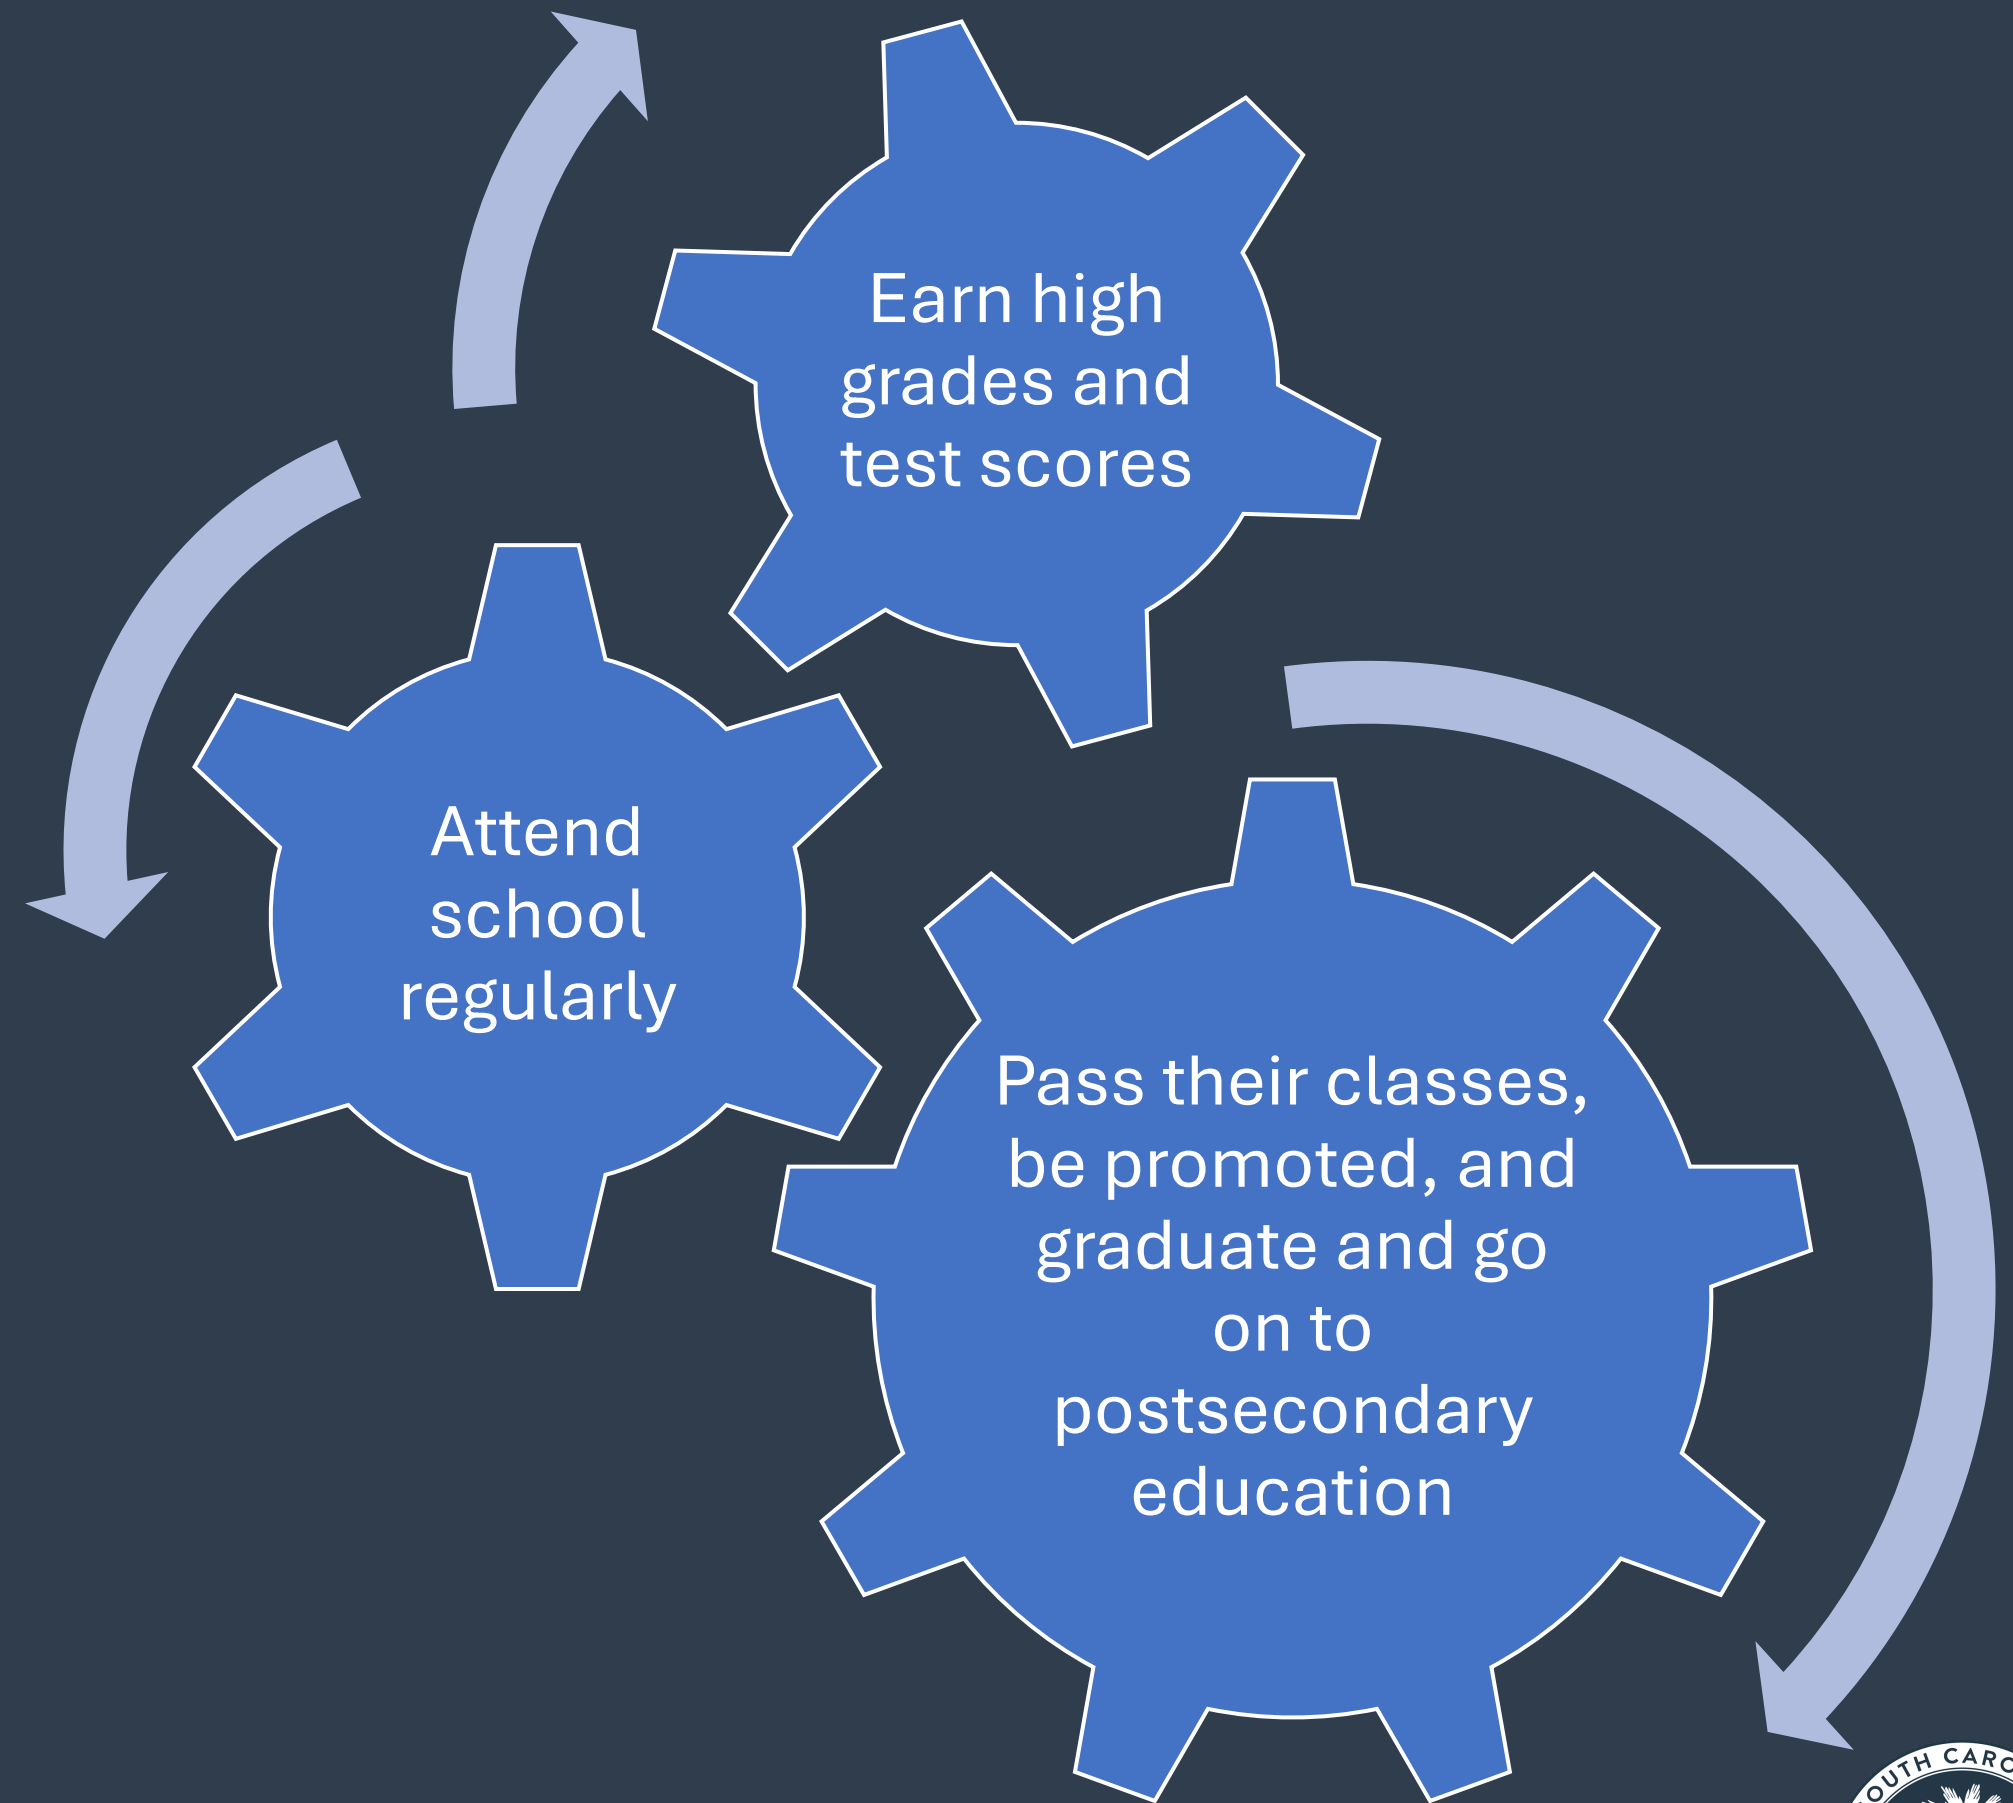 Earn high
grades and
test scores
Attend
school
regularly
Pass their classes,
be promoted, and
graduate and go
on to
postsecondary
education